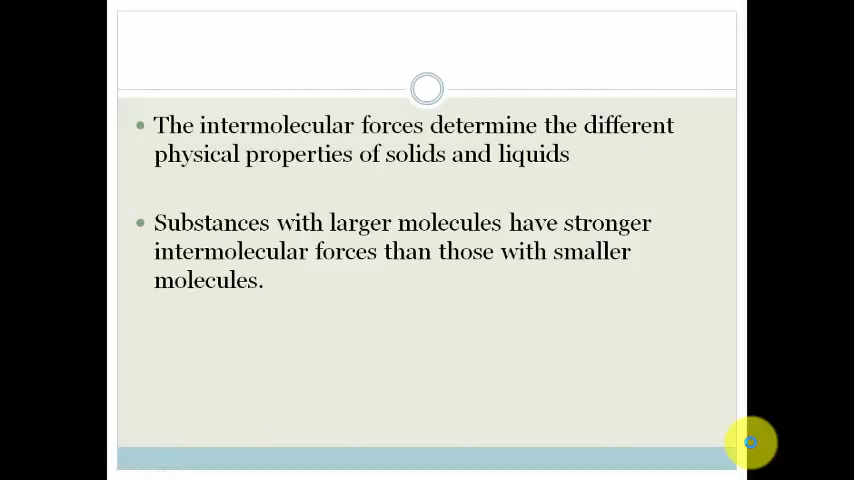 • The intermolecular forces determine the different
physical properties of solids and liquids
• Substances with larger molecules have stronger
intermolecular forces than those with smaller
molecules.